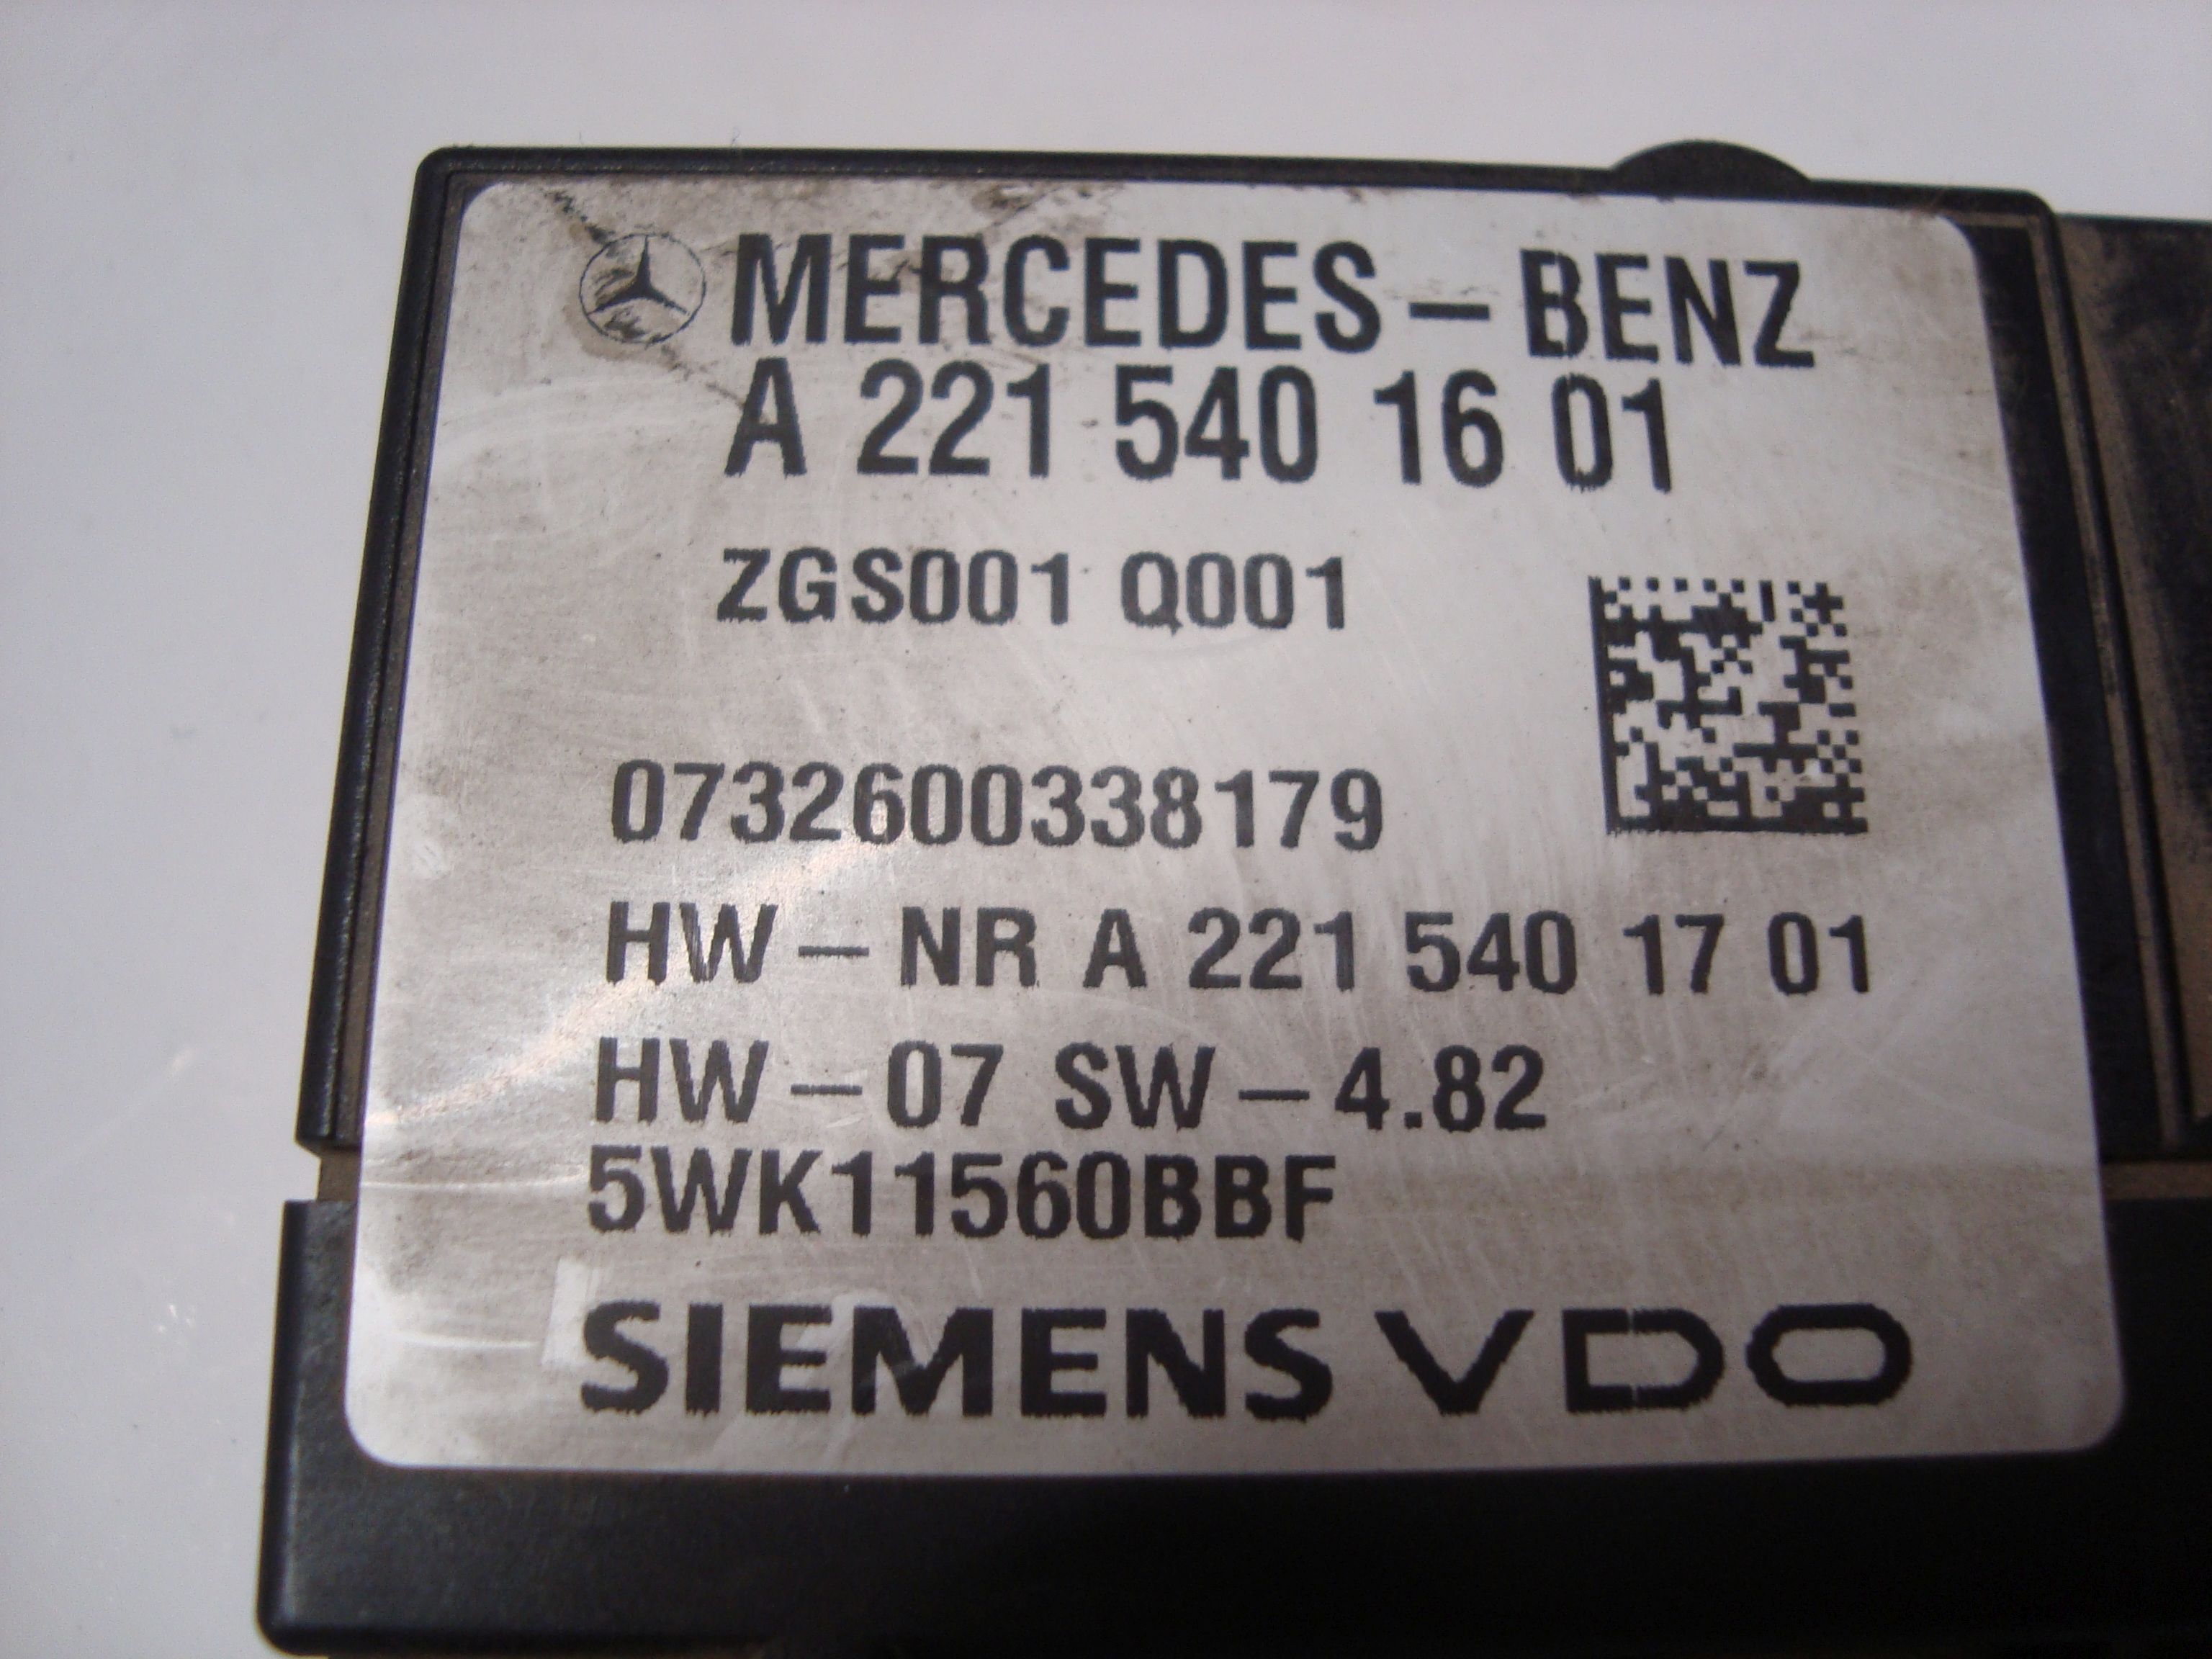 MERCEDES-BENZ
A 221 540 16 01
ZGS001 Q001
0732600338179
HW-NR A 221 540 17 01
HW-07 SW-4.82
5WK11560BBF
SIEMENS VDO